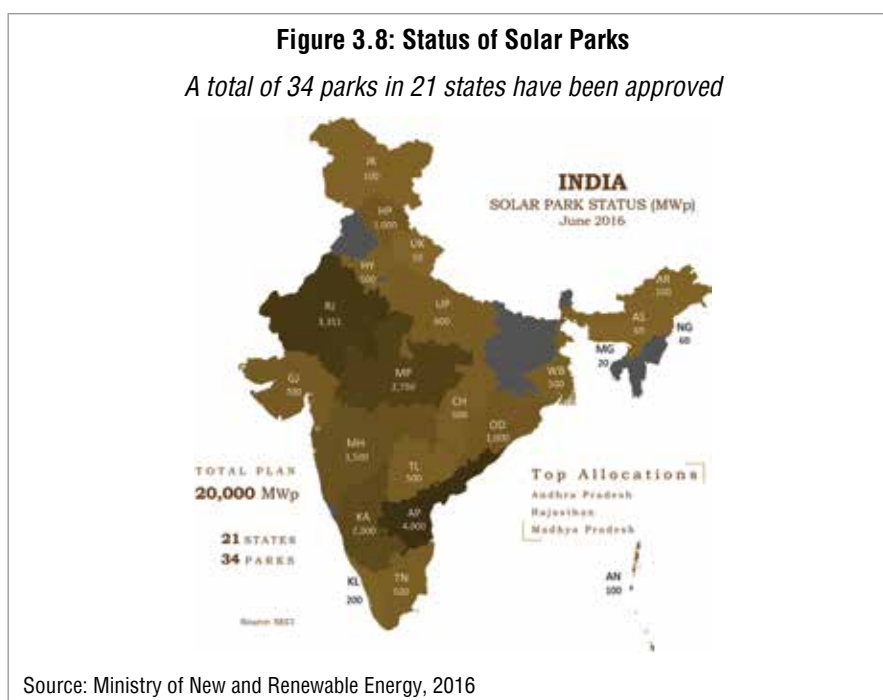 Figure 3.8: Status of Solar Parks
A total of 34 parks in 21 states have been approved
INDIA
SOLAR PARK STATUS (MWp)
June 2016
JK
100
HP
1,000
UK
HY
500
RJ
UP
600
AR
100
AS
NG
60
MG
20
GJ
700
MP
2,750
WB
500
CH
500
OD
1,000
MH
1,500
TL
500
TOTAL PLAN
20,000 MWp
21 STATES
34 PARKS
Top Allocations
Andhra Pradesh
Rajasthan
Madhya Pradesh
KA
2,000
AP
4,000
KL
200
TN
500
AN
100
Source: Ministry of New and Renewable Energy, 2016